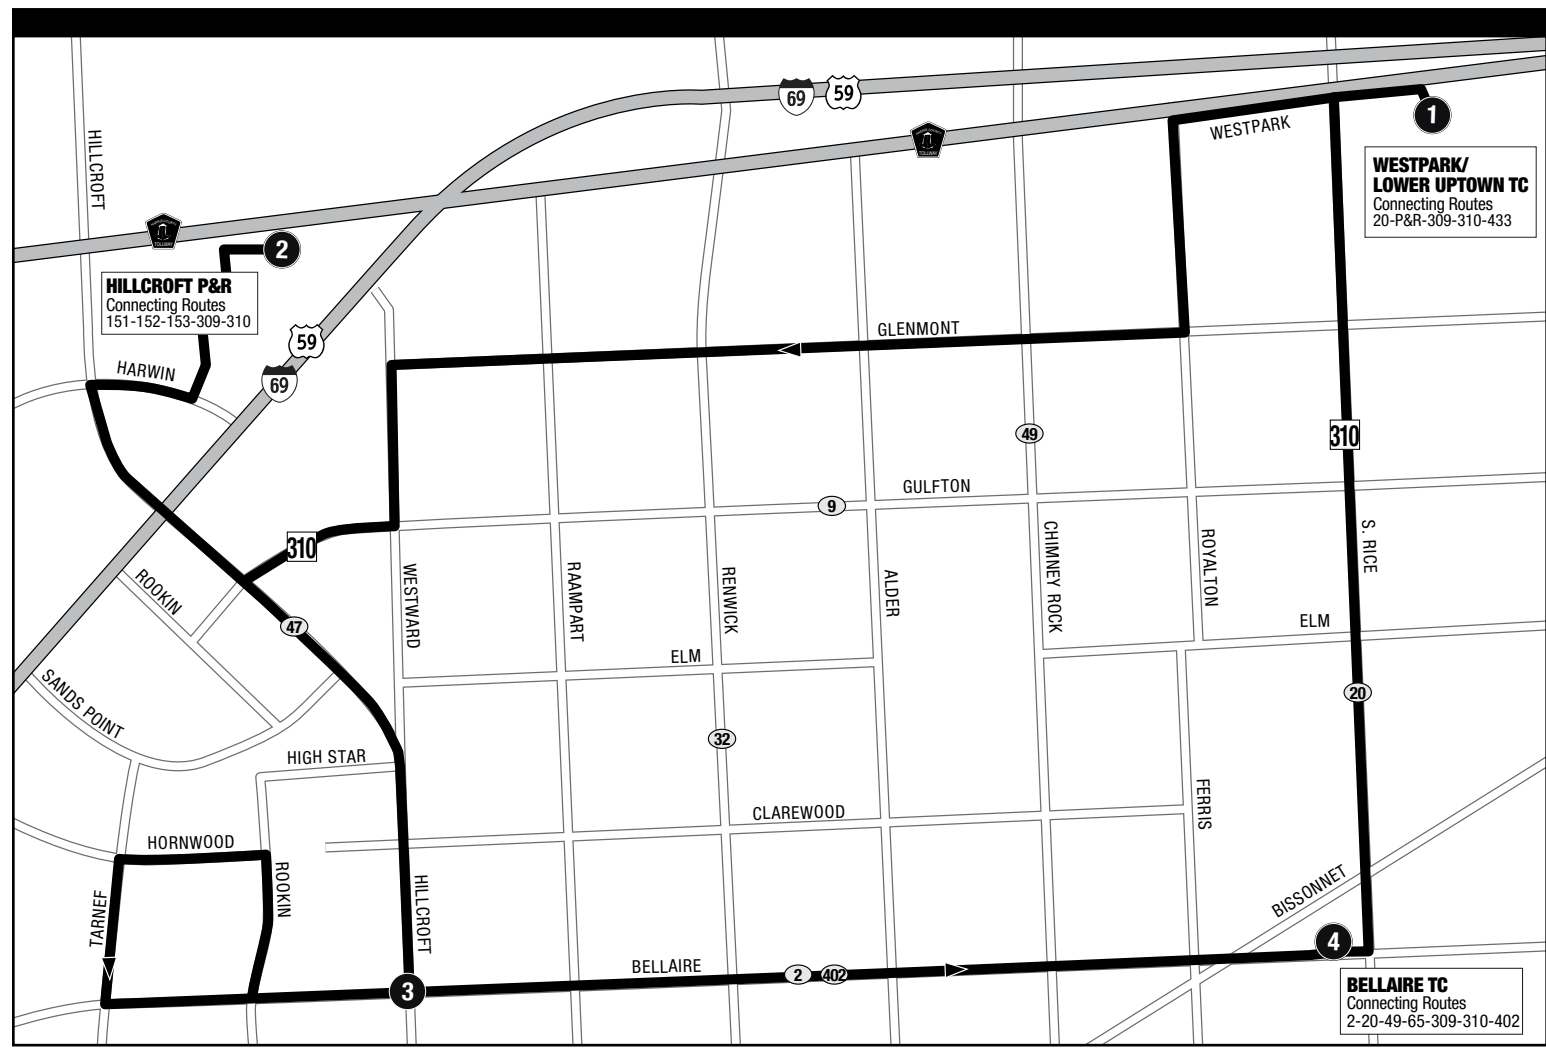 69
59
1
WESTPARK
HILLCROFT
TOLLWAY
WESTPARK/
LOWER UPTOWN TC
Connecting Routes
20-P&R-309-310-433
TOLLWAY
2
HILLCROFT P&R
Connecting Routes
151-152-153-309-310
59
69
HARWIN
GLENMONT
49
310
GULFTON
9
310
S. RICE
ROYALTON
CHIMNEY ROCK
ALDER
RENWICK
RAAMPART
WESTWARD
ROOKIN
47
ELM
ELM
SANDS POINT
20
32
HIGH STAR
FERRIS
CLAREWOOD
HORNWOOD
ROOKIN
TARNEF
HILLCROFT
BISSONNET
4
BELLAIRE
2
402
3
BELLAIRE TC
Connecting Routes
2-20-49-65-309-310-402